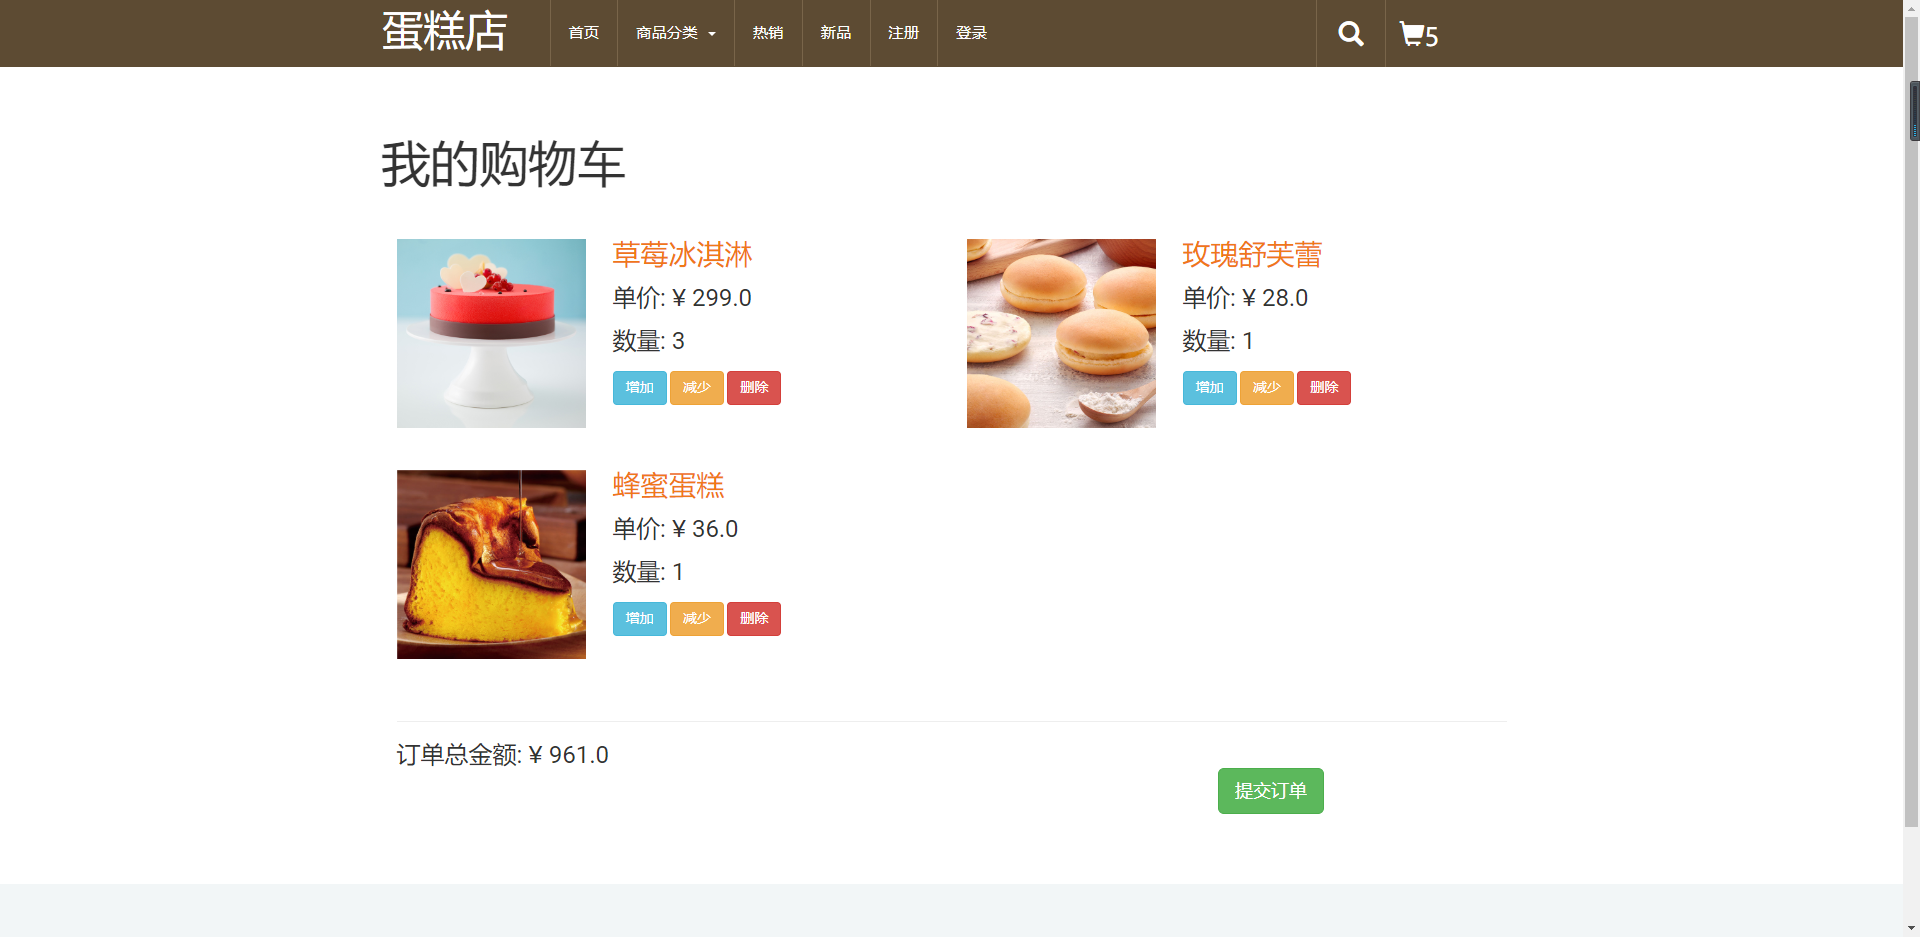 蛋糕店 首页 商品分类 热销 新品 注册 登录 5
我的购物车
草莓冰淇淋
单价: ¥ 299.0
数量: 3
增加 减少 删除
玫瑰舒芙蕾
单价: ¥ 28.0
数量: 1
增加 减少 删除
蜂蜜蛋糕
单价: ¥ 36.0
数量: 1
增加 减少 删除
订单总金额: ¥ 961.0
提交订单